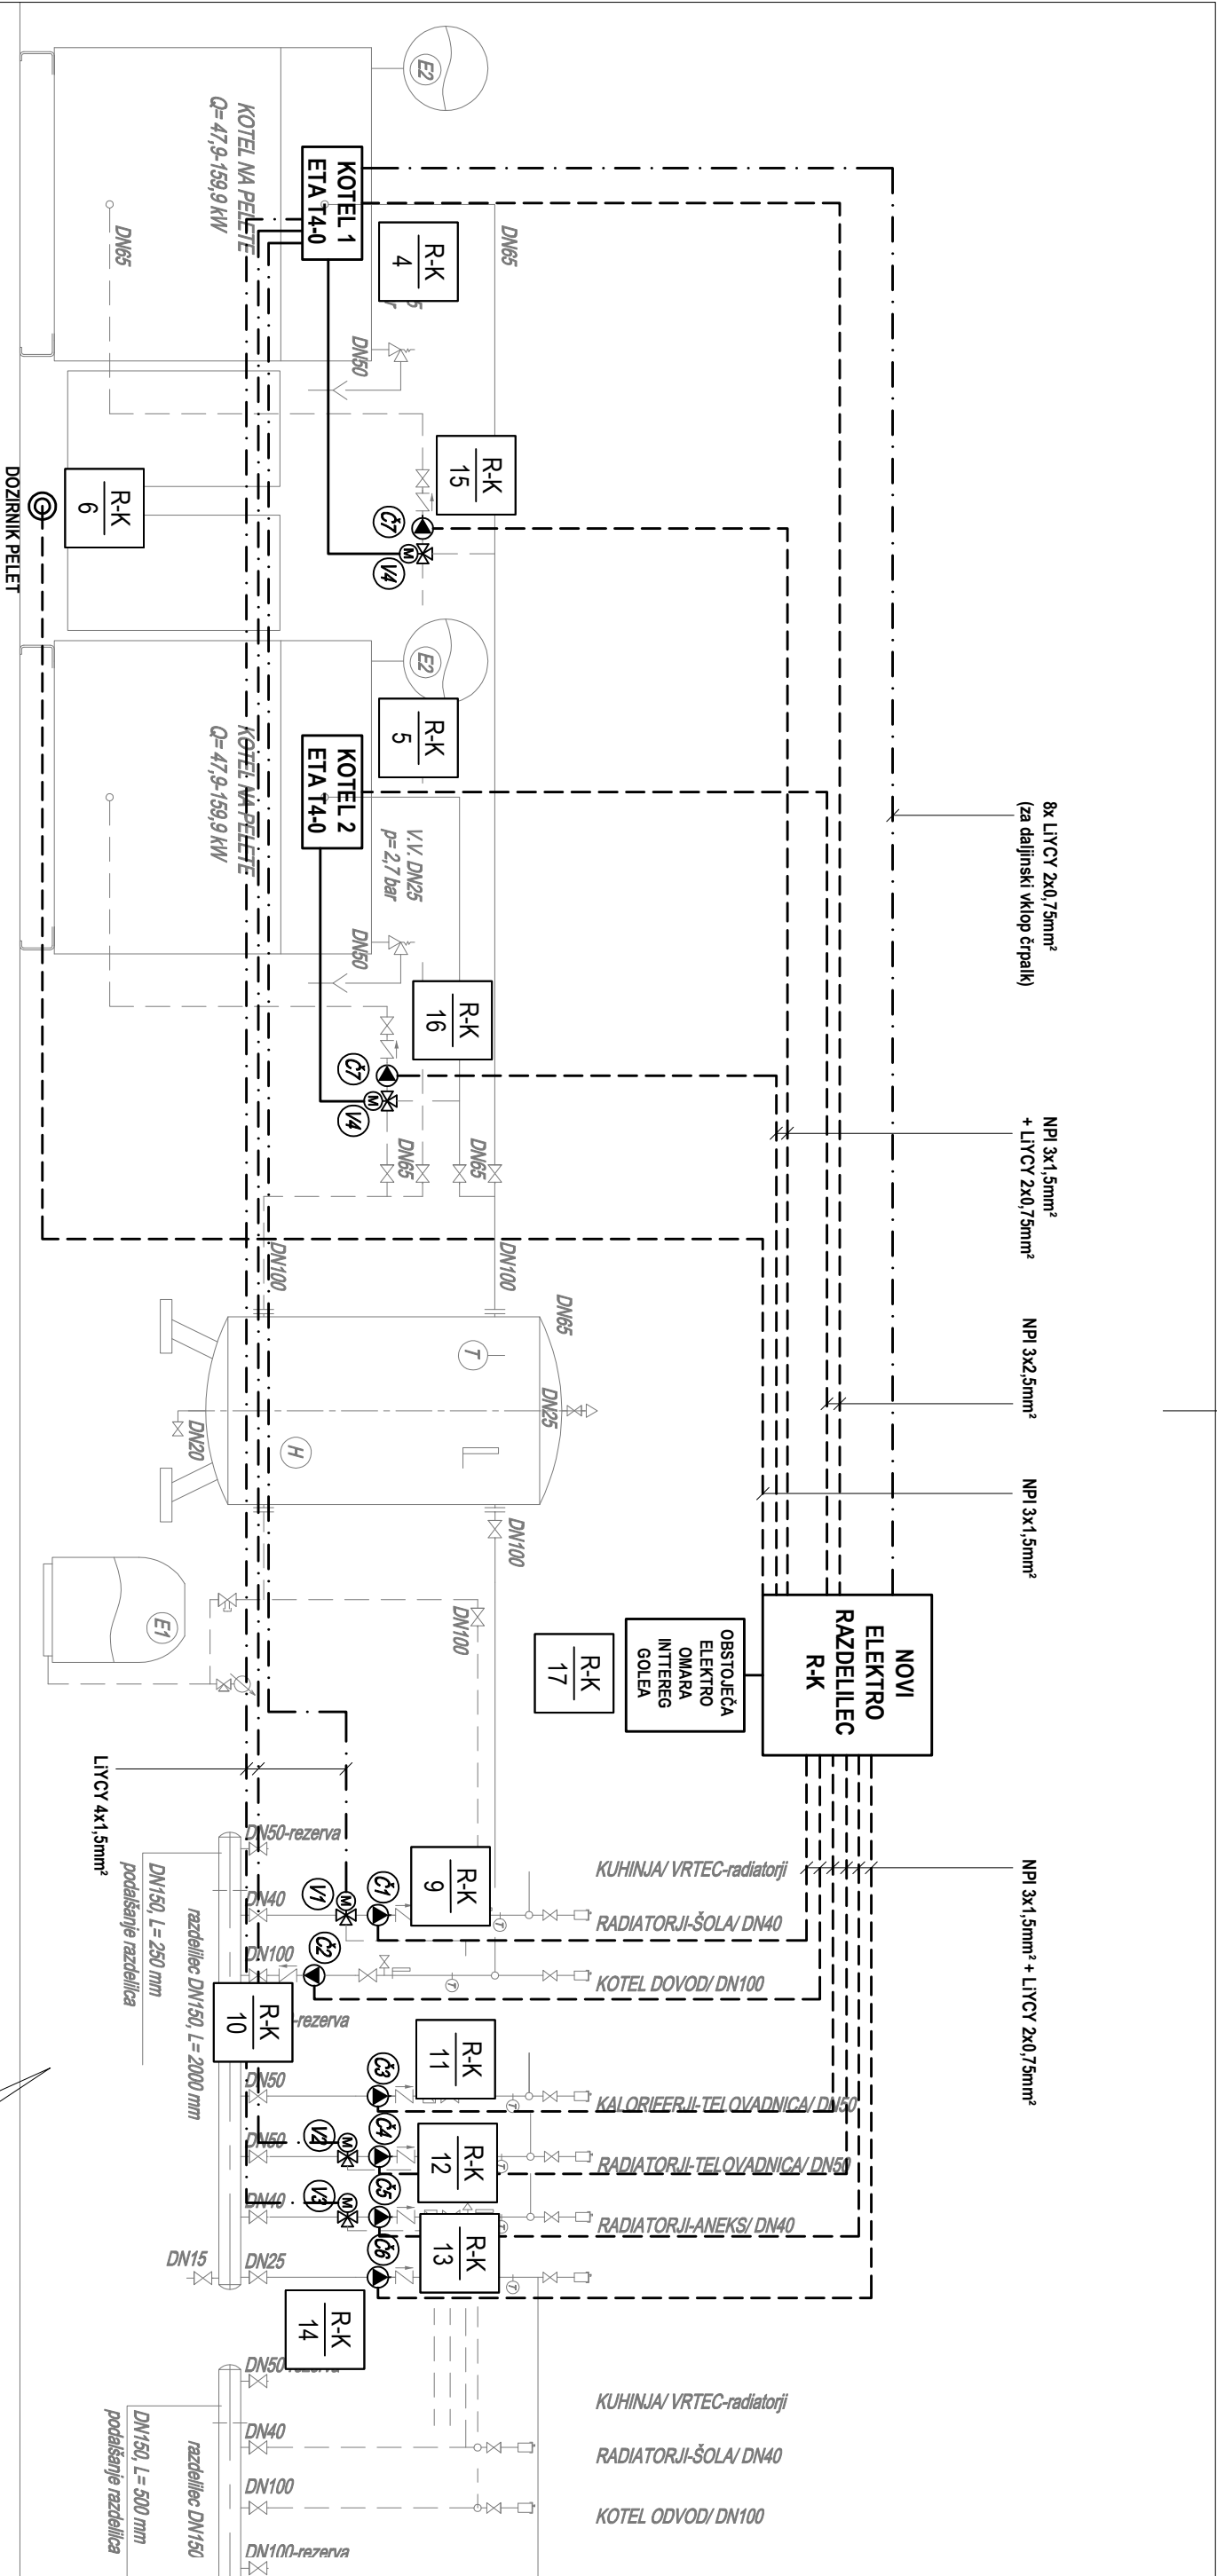 8x LiYCY 2x0,75mm²
(za daljinski vklop črpalk)
NPI 3x1,5mm²
+ LiYCY 2x0,75mm²
NPI 3x2,5mm²
NPI 3x1,5mm²
NPI 3x1,5mm² + LiYCY 2x0,75mm²
NOVI
ELEKTRO
RAZDELILEC
R-K
OBSTOJEČA
ELEKTRO
OMARA
INTTEREG
GOLEA
R-K
17
E2
KOTEL 1
ETA T4-0
R-K
4
DN65
KOTEL NA PELETE
Q= 47,9-159,9 kW
DN65
DN50
R-K
15
Č7
M
V4
R-K
6
DOZIRNIK PELET
E2
R-K
5
KOTEL 2
ETA T4-0
KOTEL NA PELETE
Q= 47,9-159,9 kW
V.V. DN25
p= 2,7 bar
DN50
R-K
16
Č7
M
V4
DN65
DN65
DN100
DN100
DN65
T
DN25
H
DN20
DN100
DN100
E1
LiYCY 4x1,5mm²
DN50-rezerva
DN150, L= 250 mm
podaljšanje razdelilca
razdelilec DN150, L= 2000 mm
DN40
V1
M
Č1
R-K
9
T
KUHINJA/ VRTEC-radiatorji
RADIATORJI-ŠOLA/ DN40
DN100
Č2
T
KOTEL DOVOD/ DN100
R-K
10
-rezerva
DN50
Č3
R-K
11
T
KALORIFERJI-TELOVADNICA/ DN50
DN50
V2
M
Č4
R-K
12
T
RADIATORJI-TELOVADNICA/ DN50
DN40
V3
M
Č5
R-K
13
T
RADIATORJI-ANEKS/ DN40
DN15
DN25
Č6
T
R-K
14
DN50-rezerva
DN150, L= 500 mm
podaljšanje razdelilca
razdelilec DN150
KUHINJA/ VRTEC-radiatorji
DN40
RADIATORJI-ŠOLA/ DN40
DN100
KOTEL ODVOD/ DN100
DN100-rezerva